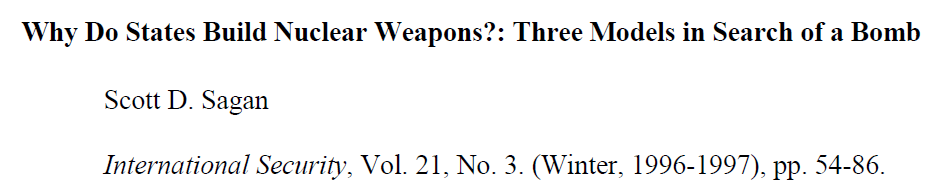 Why Do States Build Nuclear Weapons?: Three Models in Search of a Bomb
Scott D. Sagan
International Security, Vol. 21, No. 3. (Winter, 1996-1997), pp. 54-86.